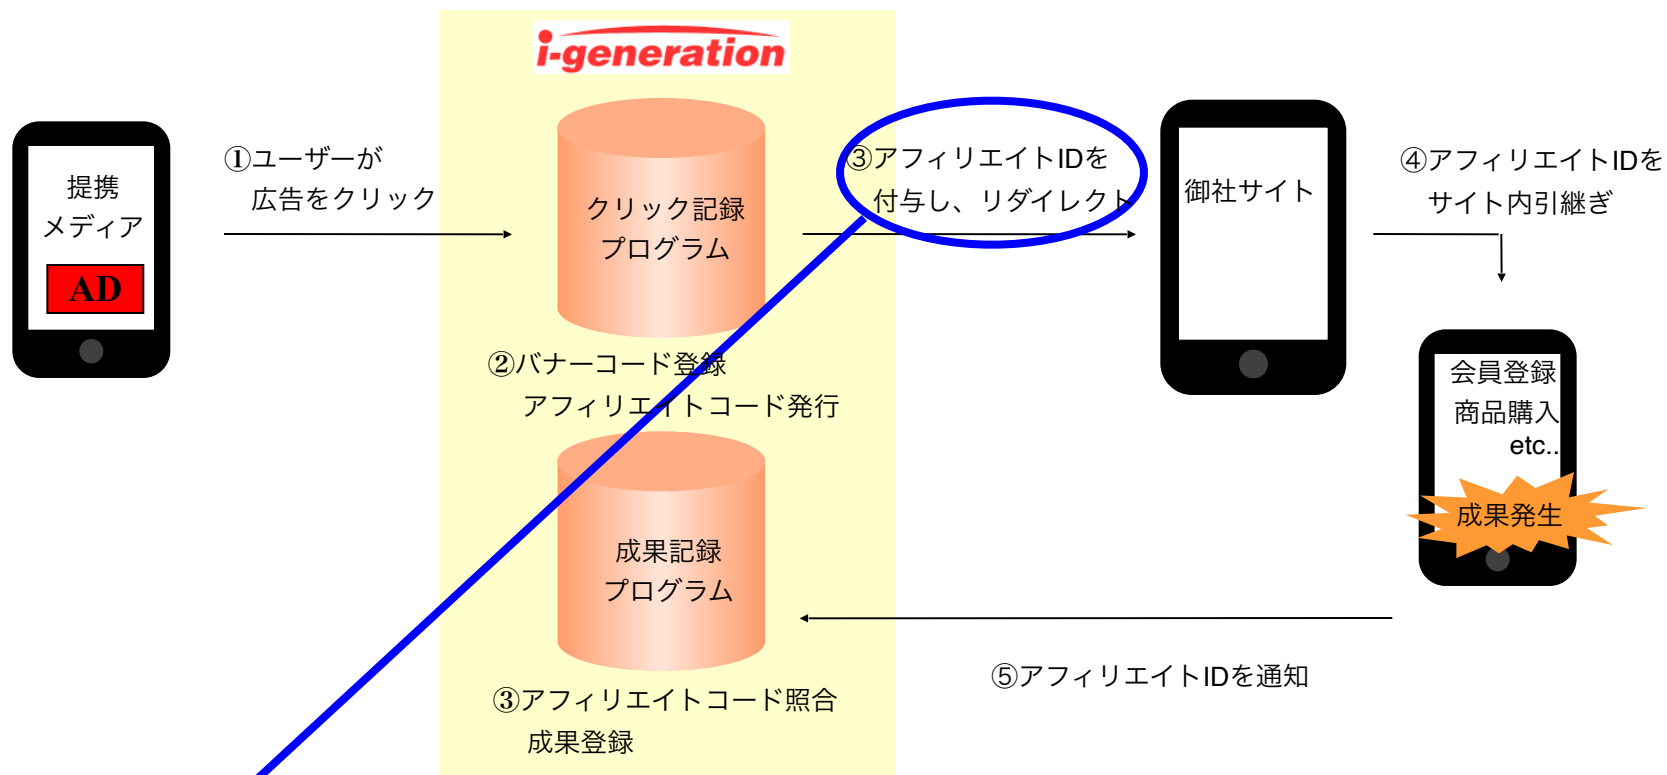 i-generation
提携
メディア
AD
①ユーザーが
広告をクリック
クリック記録
プログラム
②バナーコード登録
アフィリエイトコード発行
③アフィリエイトIDを
付与し、リダイレクト
御社サイト
④アフィリエイトIDを
サイト内引継ぎ
会員登録
商品購入
etc..
成果発生
⑤アフィリエイトIDを通知
成果記録
プログラム
③アフィリエイトコード照合
成果登録